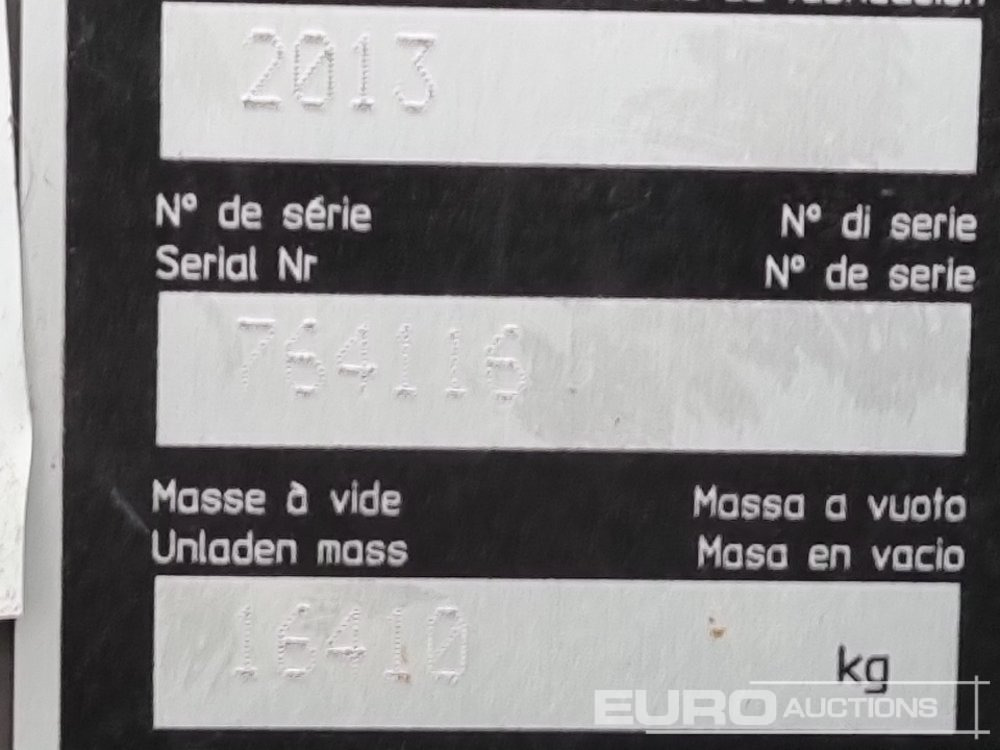 2013
N° de série N° di serie
Serial Nr N° de serie
764116
Masse à vide Massa a vuoto
Unladen mass Masa en vacio
16410 kg
EURO AUCTIONS